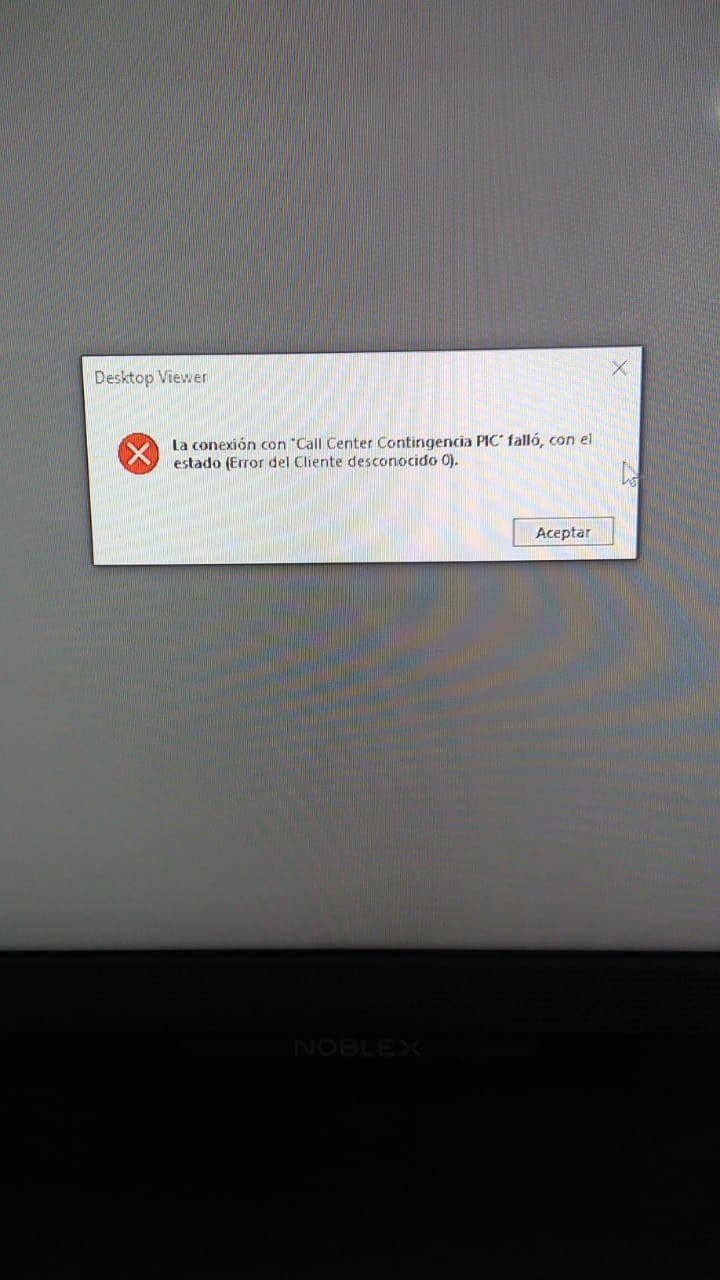 Desktop Viewer
La conexión con "Call Center Contingencia PIC" falló, con el
estado (Error del Cliente desconocido 0).
Aceptar
NOBLEX